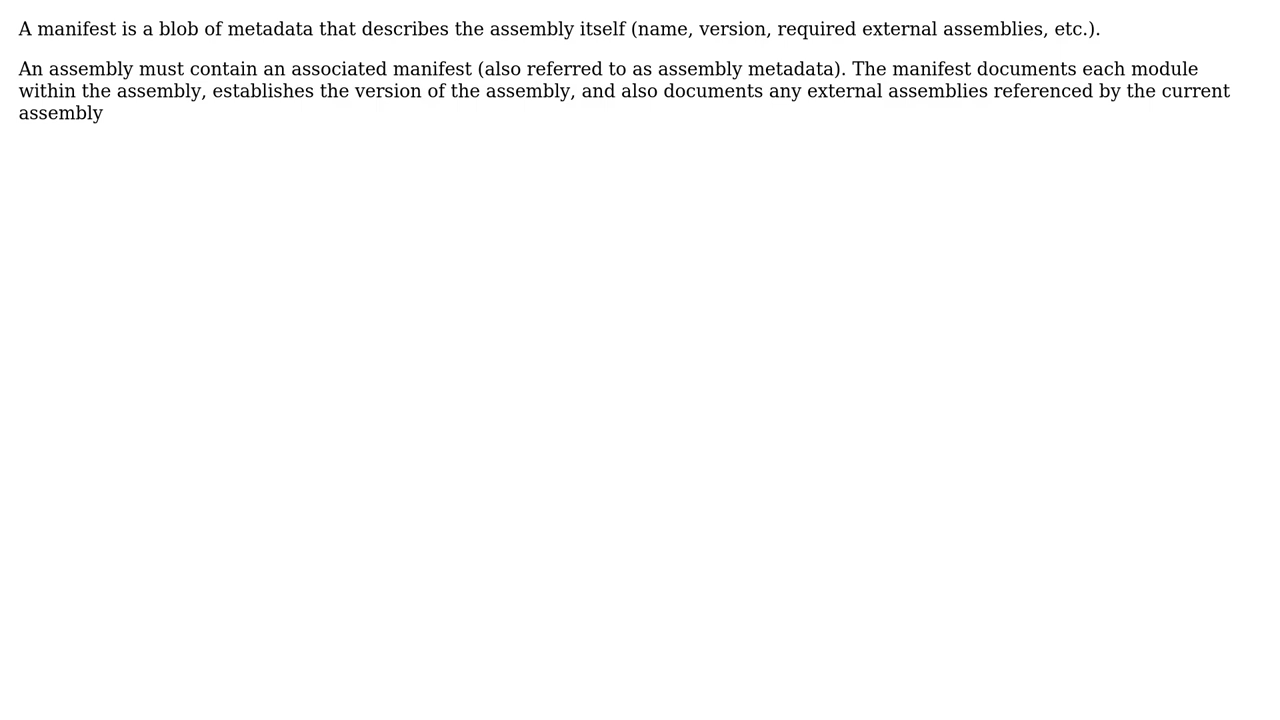 A manifest is a blob of metadata that describes the assembly itself (name, version, required external assemblies, etc.).
An assembly must contain an associated manifest (also referred to as assembly metadata). The manifest documents each module
within the assembly, establishes the version of the assembly, and also documents any external assemblies referenced by the current
assembly